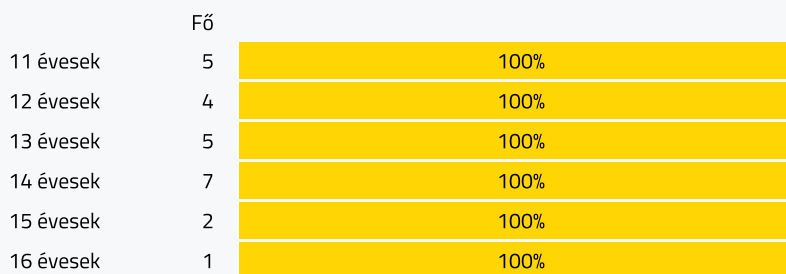 Fő
11 évesek 5 100%
12 évesek 4 100%
13 évesek 5 100%
14 évesek 7 100%
15 évesek 2 100%
16 évesek 1 100%